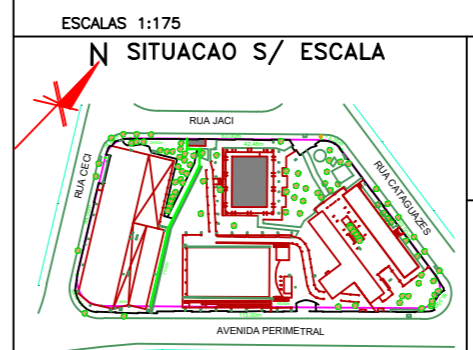 ESCALAS 1:175
N SITUACAO S/ ESCALA
RUA JACI
RUA CECI
RUA CATAGUAZES
AVENIDA PERIMETRAL